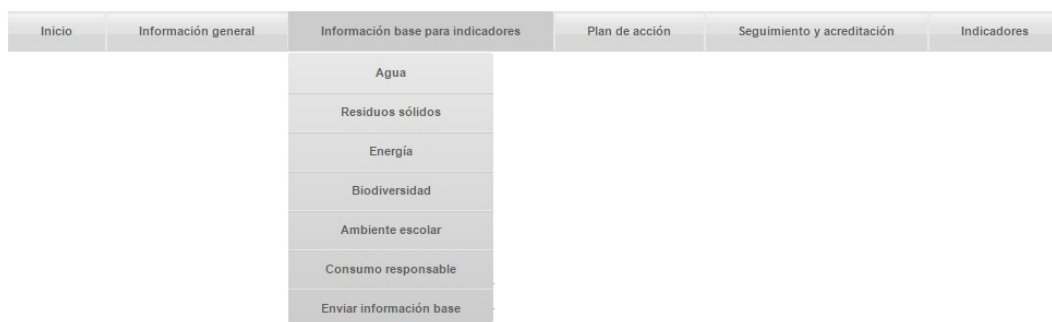 Inicio Información general Información base para indicadores Plan de acción Seguimiento y acreditación Indicadores
Agua
Residuos sólidos
Energía
Biodiversidad
Ambiente escolar
Consumo responsable
Enviar información base